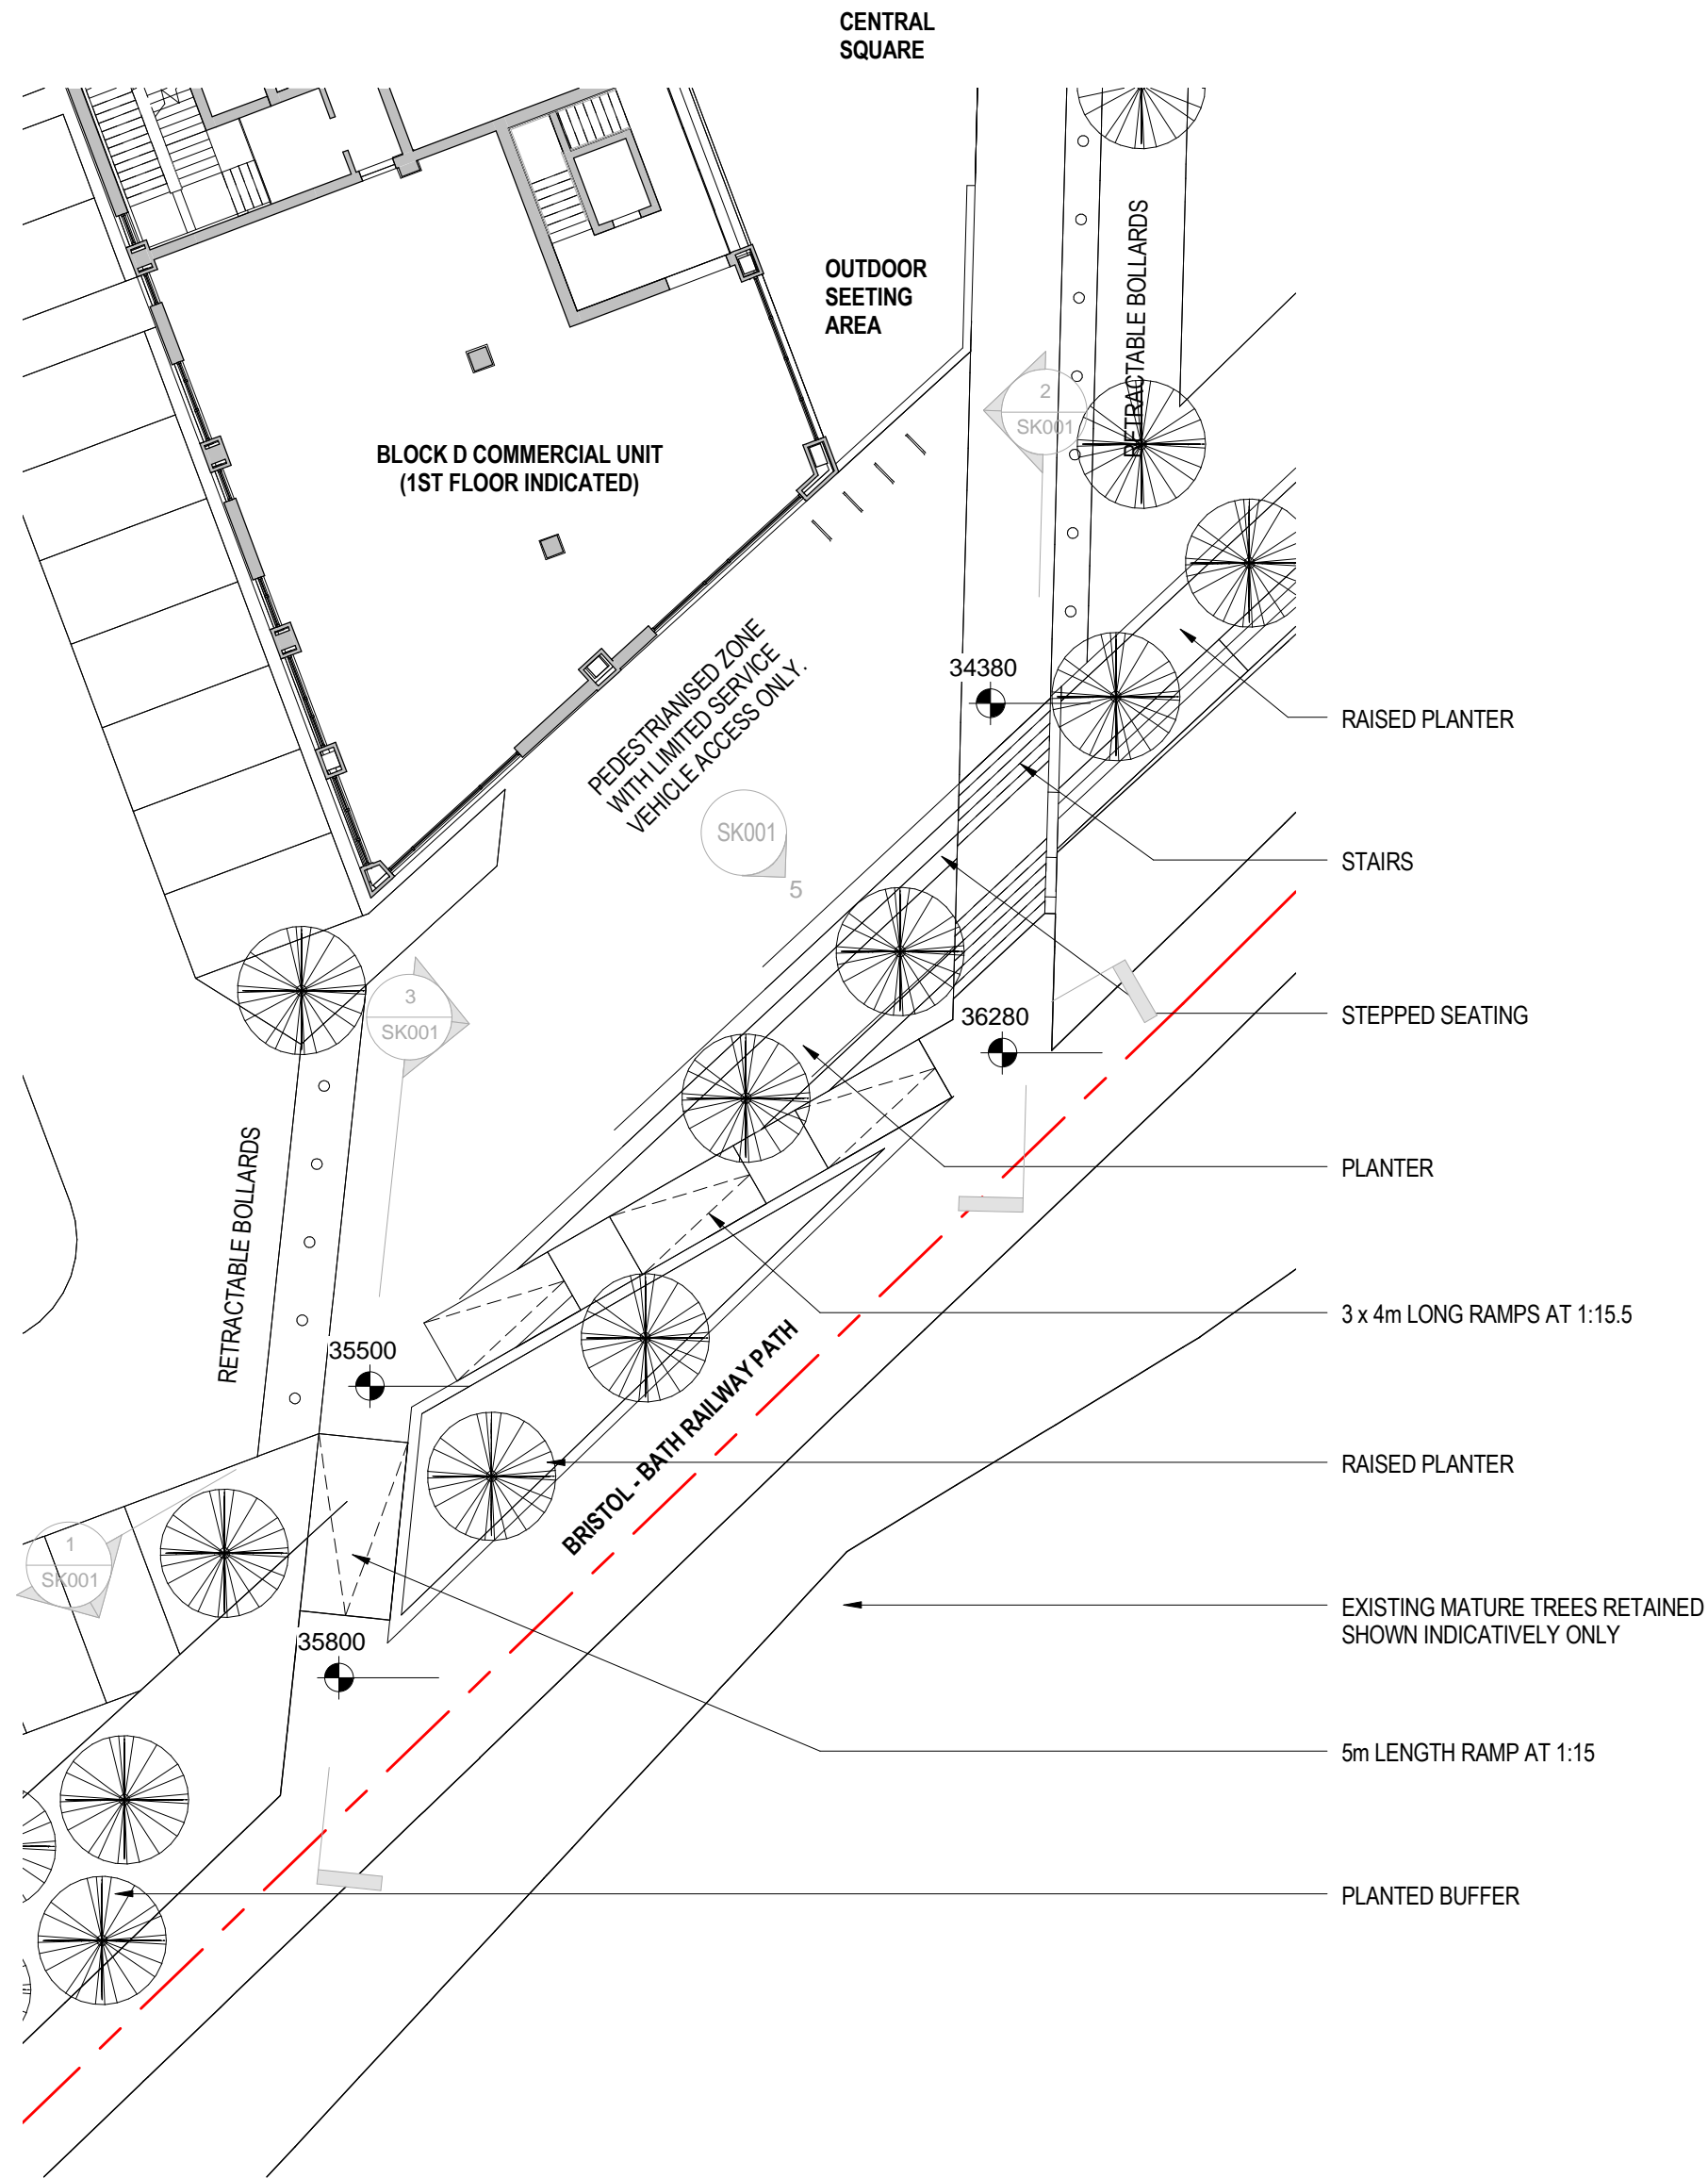 CENTRAL
SQUARE
RETRACTABLE BOLLARDS
OUTDOOR
SEETING
AREA
2
SK001
BLOCK D COMMERCIAL UNIT
(1ST FLOOR INDICATED)
PEDESTRIANISED ZONE
WITH LIMITED SERVICE
VEHICLE ACCESS ONLY.
34380
RAISED PLANTER
SK001
5
STAIRS
3
SK001
36280
STEPPED SEATING
PLANTER
RETRACTABLE BOLLARDS
3 x 4m LONG RAMPS AT 1:15.5
35500
BRISTOL - BATH RAILWAY PATH
RAISED PLANTER
1
SK001
EXISTING MATURE TREES RETAINED
SHOWN INDICATIVELY ONLY
35800
5m LENGTH RAMP AT 1:15
PLANTED BUFFER